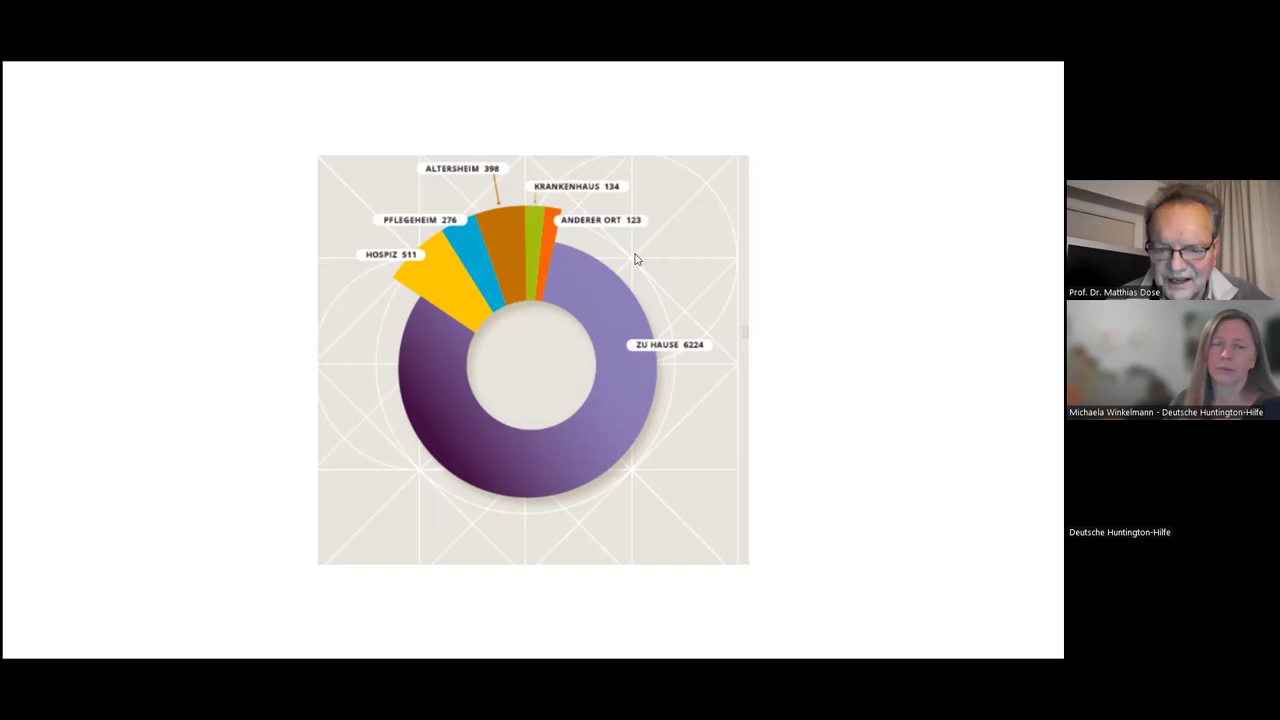 ALTERSHEIM 398
KRANKENHAUS 134
PFLEGEHEIM 276
ANDERER ORT 123
HOSPIZ 511
ZU HAUSE 6224
Prof. Dr. Matthias Dose
Michaela Winkelmann - Deutsche Huntington-Hilfe
Deutsche Huntington-Hilfe